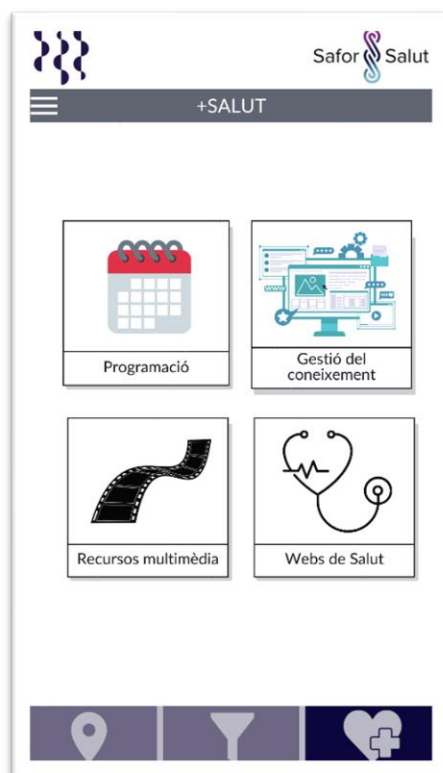 Safor Salut
+SALUT
Programació
Gestió del
coneixement
Recursos multimèdia
Webs de Salut